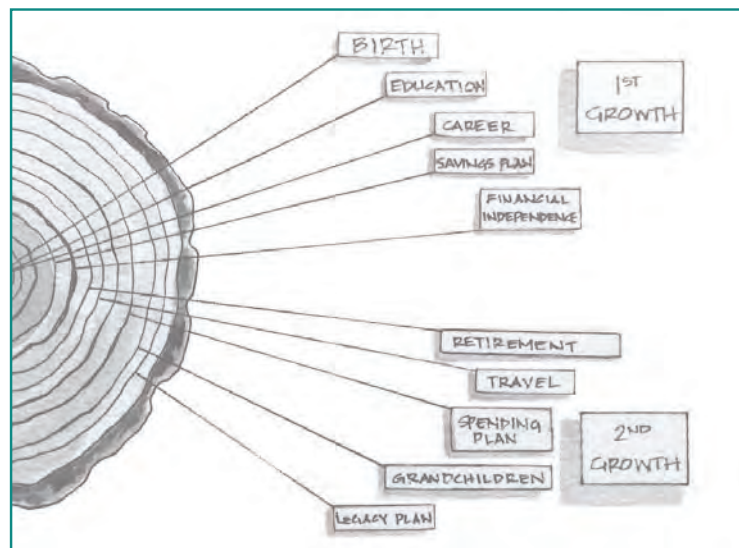 BIRTH
EDUCATION
1ST
GROWTH
CAREER
SAVINGS PLAN
FINANCIAL
INDEPENDENCE
RETIREMENT
TRAVEL
SPENDING
PLAN
2ND
GROWTH
GRANDCHILDREN
LEGACY PLAN